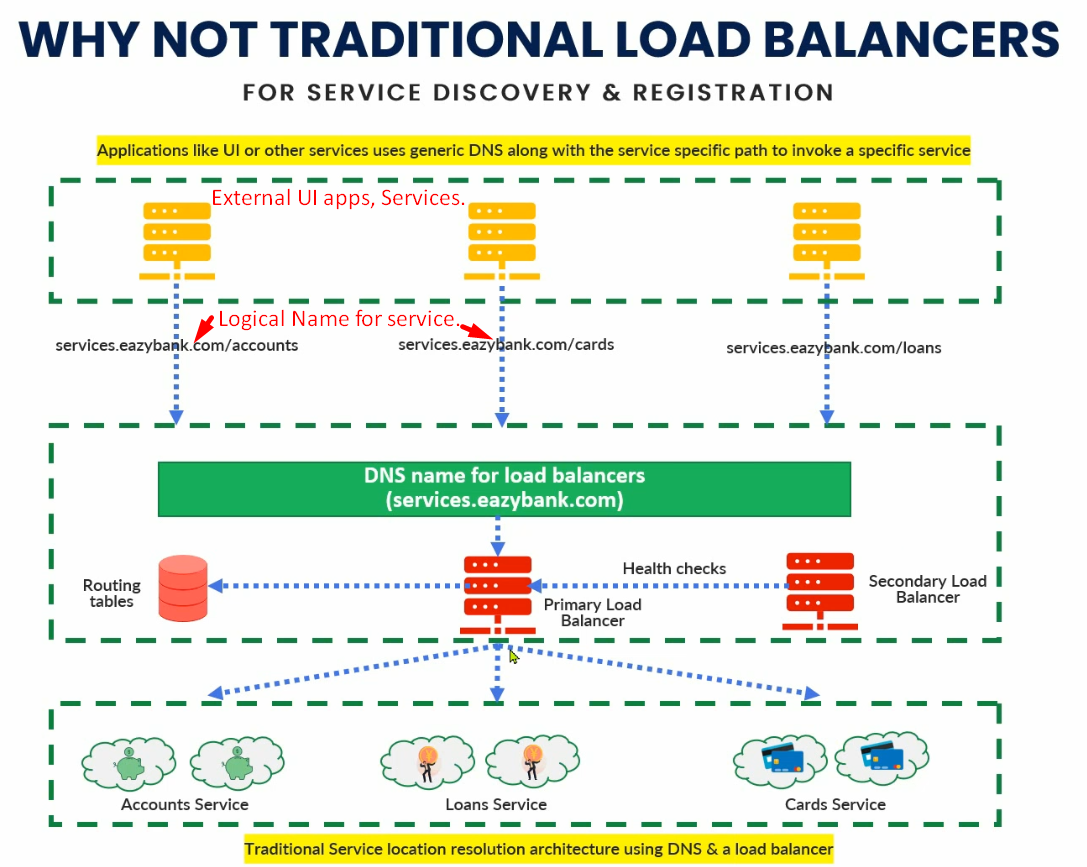 WHY NOT TRADITIONAL LOAD BALANCERS
FOR SERVICE DISCOVERY & REGISTRATION
Applications like UI or other services uses generic DNS along with the service specific path to invoke a specific service
External UI apps, Services.
Logical Name for service.
services.eazybank.com/accounts
services.eazybank.com/cards
services.eazybank.com/loans
DNS name for load balancers
(services.eazybank.com)
Routing
tables
Primary Load
Balancer
Health checks
Secondary Load
Balancer
Accounts Service
Loans Service
Cards Service
Traditional Service location resolution architecture using DNS & a load balancer